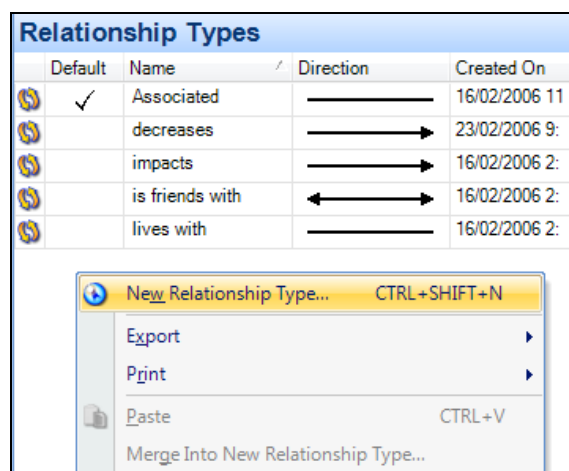 Relationship Types
Default Name Direction Created On
Associated 16/02/2006 11
decreases 23/02/2006 9:
impacts 16/02/2006 2:
is friends with 16/02/2006 2:
lives with 16/02/2006 2:
New Relationship Type... CTRL+SHIFT+N
Export
Print
Paste CTRL+V
Merge Into New Relationship Type...